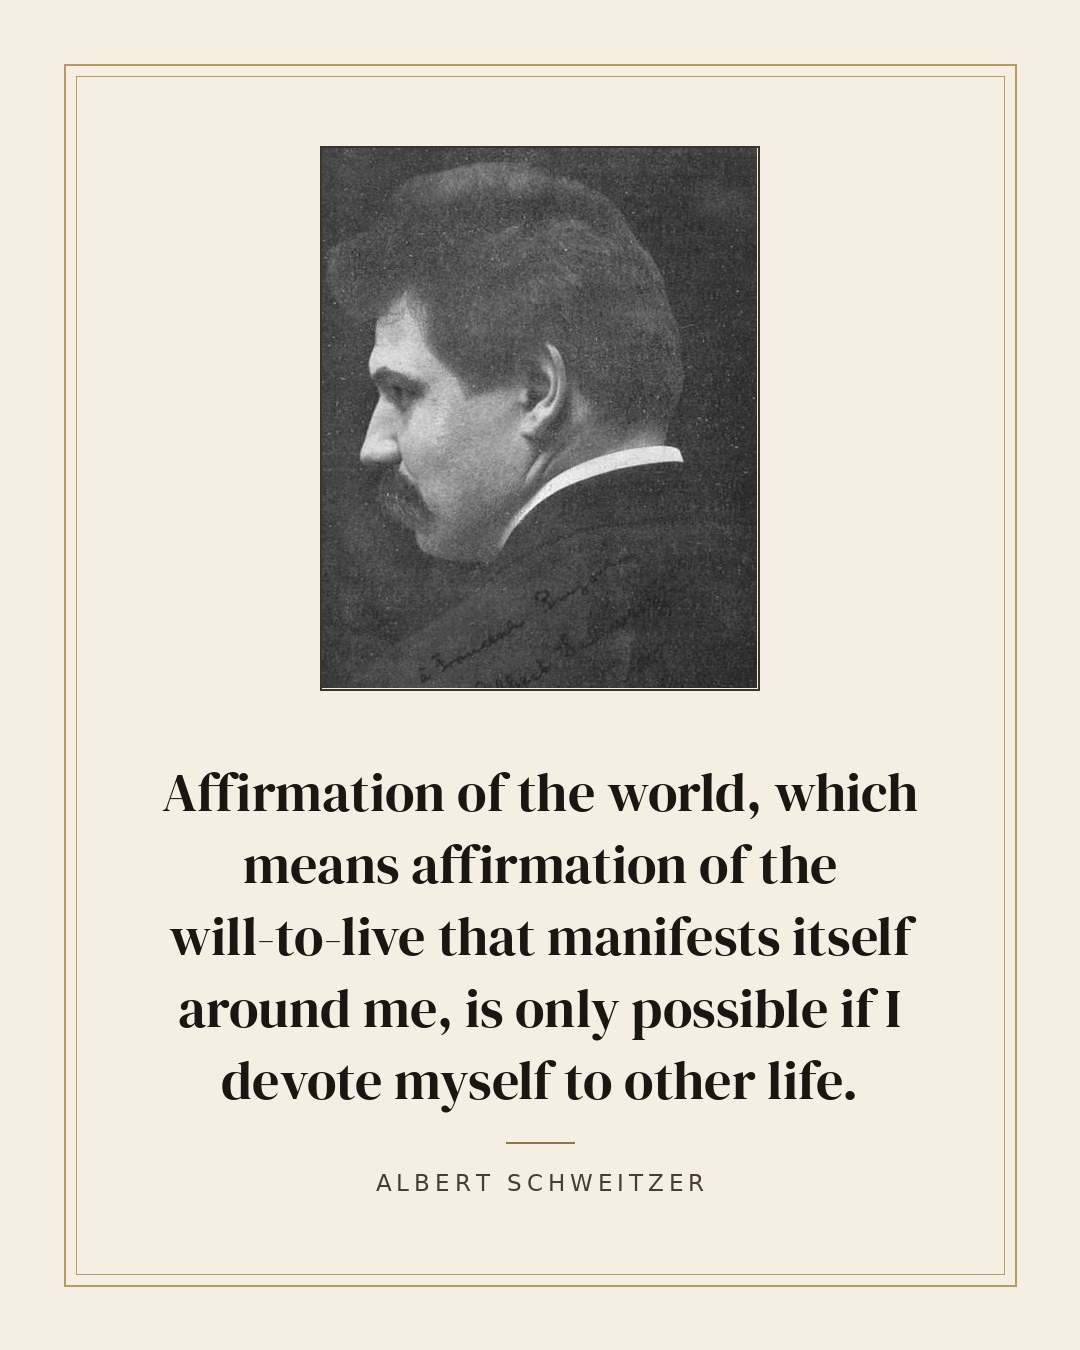 Affirmation of the world, which
means affirmation of the
will-to-live that manifests itself
around me, is only possible if I
devote myself to other life.
ALBERT SCHWEITZER